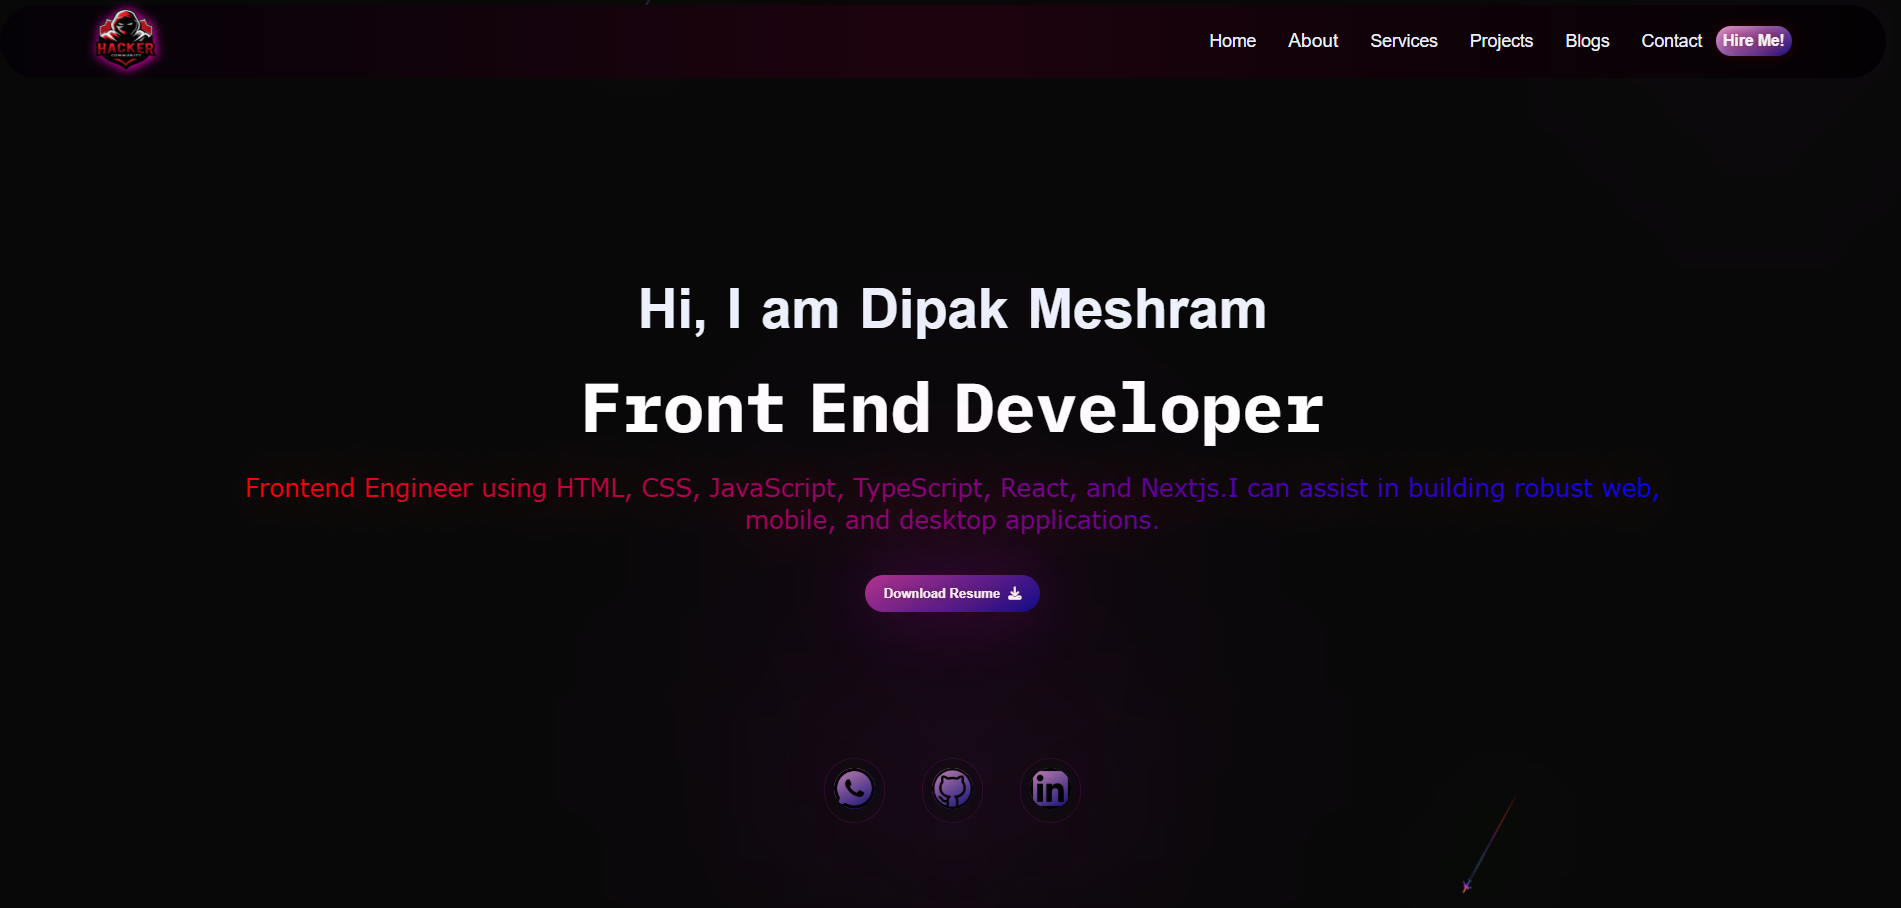 HACKER
COMMUNITY
Home About Services Projects Blogs Contact Hire Me!
Hi, I am Dipak Meshram
Front End Developer
Frontend Engineer using HTML, CSS, JavaScript, TypeScript, React, and Nextjs.I can assist in building robust web,
mobile, and desktop applications.
Download Resume
in